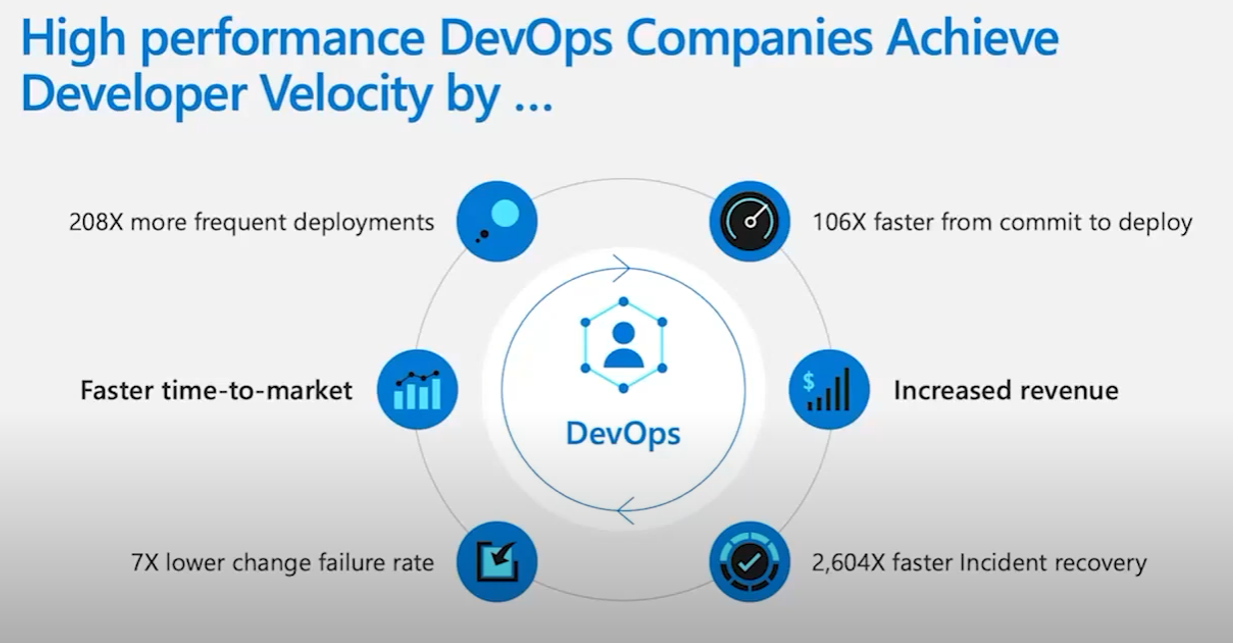 High performance DevOps Companies Achieve
Developer Velocity by ...
208X more frequent deployments
106X faster from commit to deploy
Faster time-to-market
$
Increased revenue
DevOps
7X lower change failure rate
2,604X faster Incident recovery